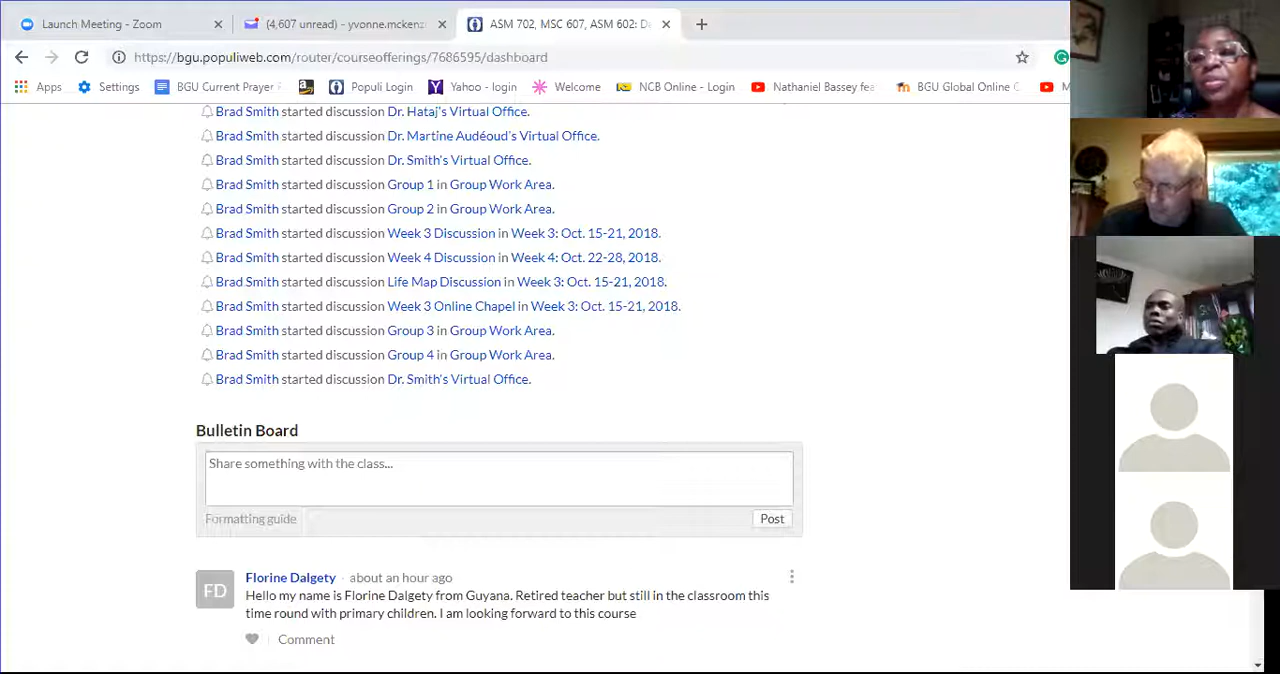 Launch Meeting - Zoom
(4,607 unread) - yvonne.mckenz
ASM 702, MSC 607, ASM 602: D
https://bgu.populiweb.com/router/courseofferings/7686595/dashboard
Apps Settings BGU Current Prayer Populi Login Yahoo - login Welcome NCB Online - Login Nathaniel Bassey fea BGU Global Online C
Brad Smith started discussion Dr. Hataj's Virtual Office.
Brad Smith started discussion Dr. Martine Audéoud's Virtual Office.
Brad Smith started discussion Dr. Smith's Virtual Office.
Brad Smith started discussion Group 1 in Group Work Area.
Brad Smith started discussion Group 2 in Group Work Area.
Brad Smith started discussion Week 3 Discussion in Week 3: Oct. 15-21, 2018.
Brad Smith started discussion Week 4 Discussion in Week 4: Oct. 22-28, 2018.
Brad Smith started discussion Life Map Discussion in Week 3: Oct. 15-21, 2018.
Brad Smith started discussion Week 3 Online Chapel in Week 3: Oct. 15-21, 2018.
Brad Smith started discussion Group 3 in Group Work Area.
Brad Smith started discussion Group 4 in Group Work Area.
Brad Smith started discussion Dr. Smith's Virtual Office.
Bulletin Board
Share something with the class...
Formatting guide Post
FD
Florine Dalgety · about an hour ago
Hello my name is Florine Dalgety from Guyana. Retired teacher but still in the classroom this
time round with primary children. I am looking forward to this course
Comment